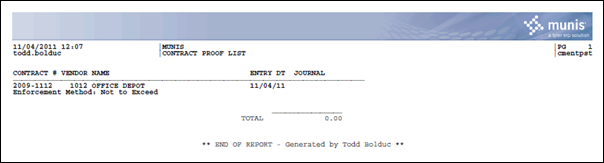 munis
a tyler erp solution
11/04/2011 12:07 MUNIS PG 1
todd.bolduc CONTRACT PROOF LIST cmentpst
CONTRACT # VENDOR NAME ENTRY DT JOURNAL
2009-1112 1012 OFFICE DEPOT 11/04/11
Enforcement Method: Not to Exceed
TOTAL 0.00
** END OF REPORT - Generated by Todd Bolduc **